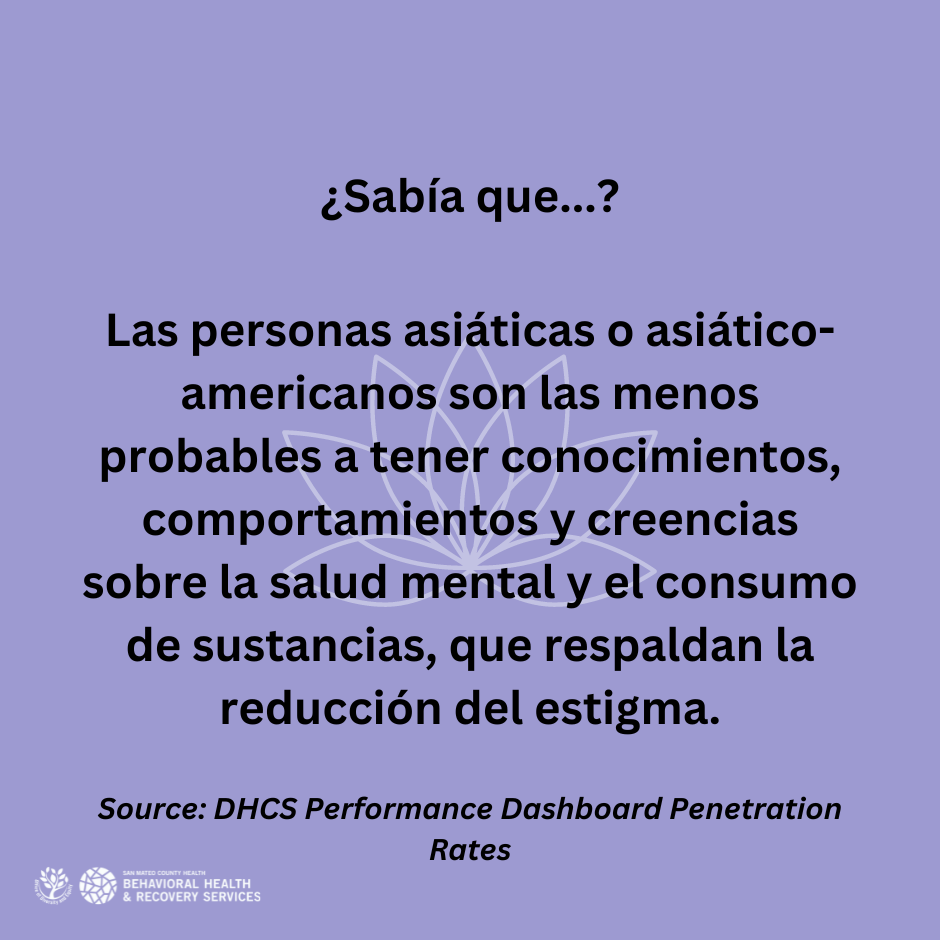 ¿Sabía que...?
Las personas asiáticas o asiático-
americanos son las menos
probables a tener conocimientos,
comportamientos y creencias
sobre la salud mental y el consumo
de sustancias, que respaldan la
reducción del estigma.
Source: DHCS Performance Dashboard Penetration
Rates
SAN MATEO COUNTY HEALTH
BEHAVIORAL HEALTH
& RECOVERY SERVICES